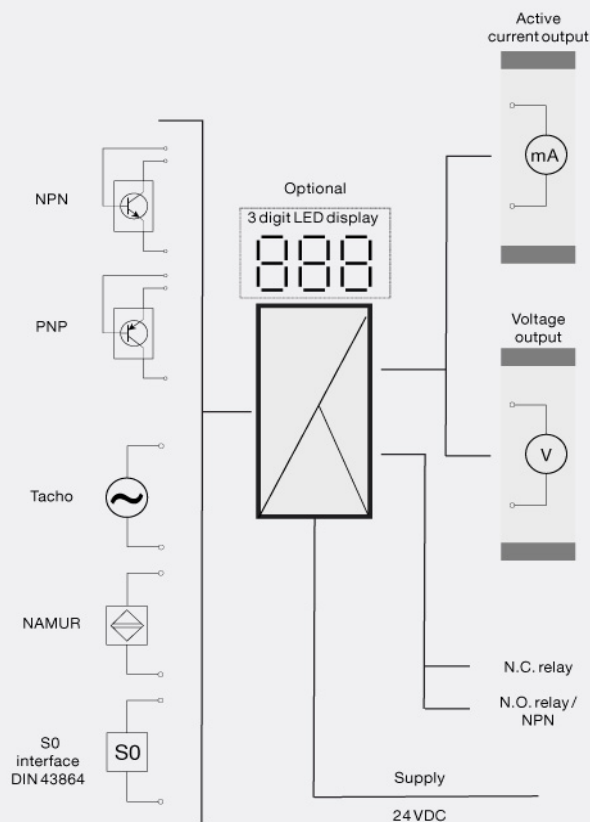 Active
current output
mA
NPN
Optional
3 digit LED display
888
PNP
Voltage
output
V
Tacho
NAMUR
N.C. relay
N.O. relay /
NPN
S0
interface
DIN 43864
S0
Supply
24 VDC